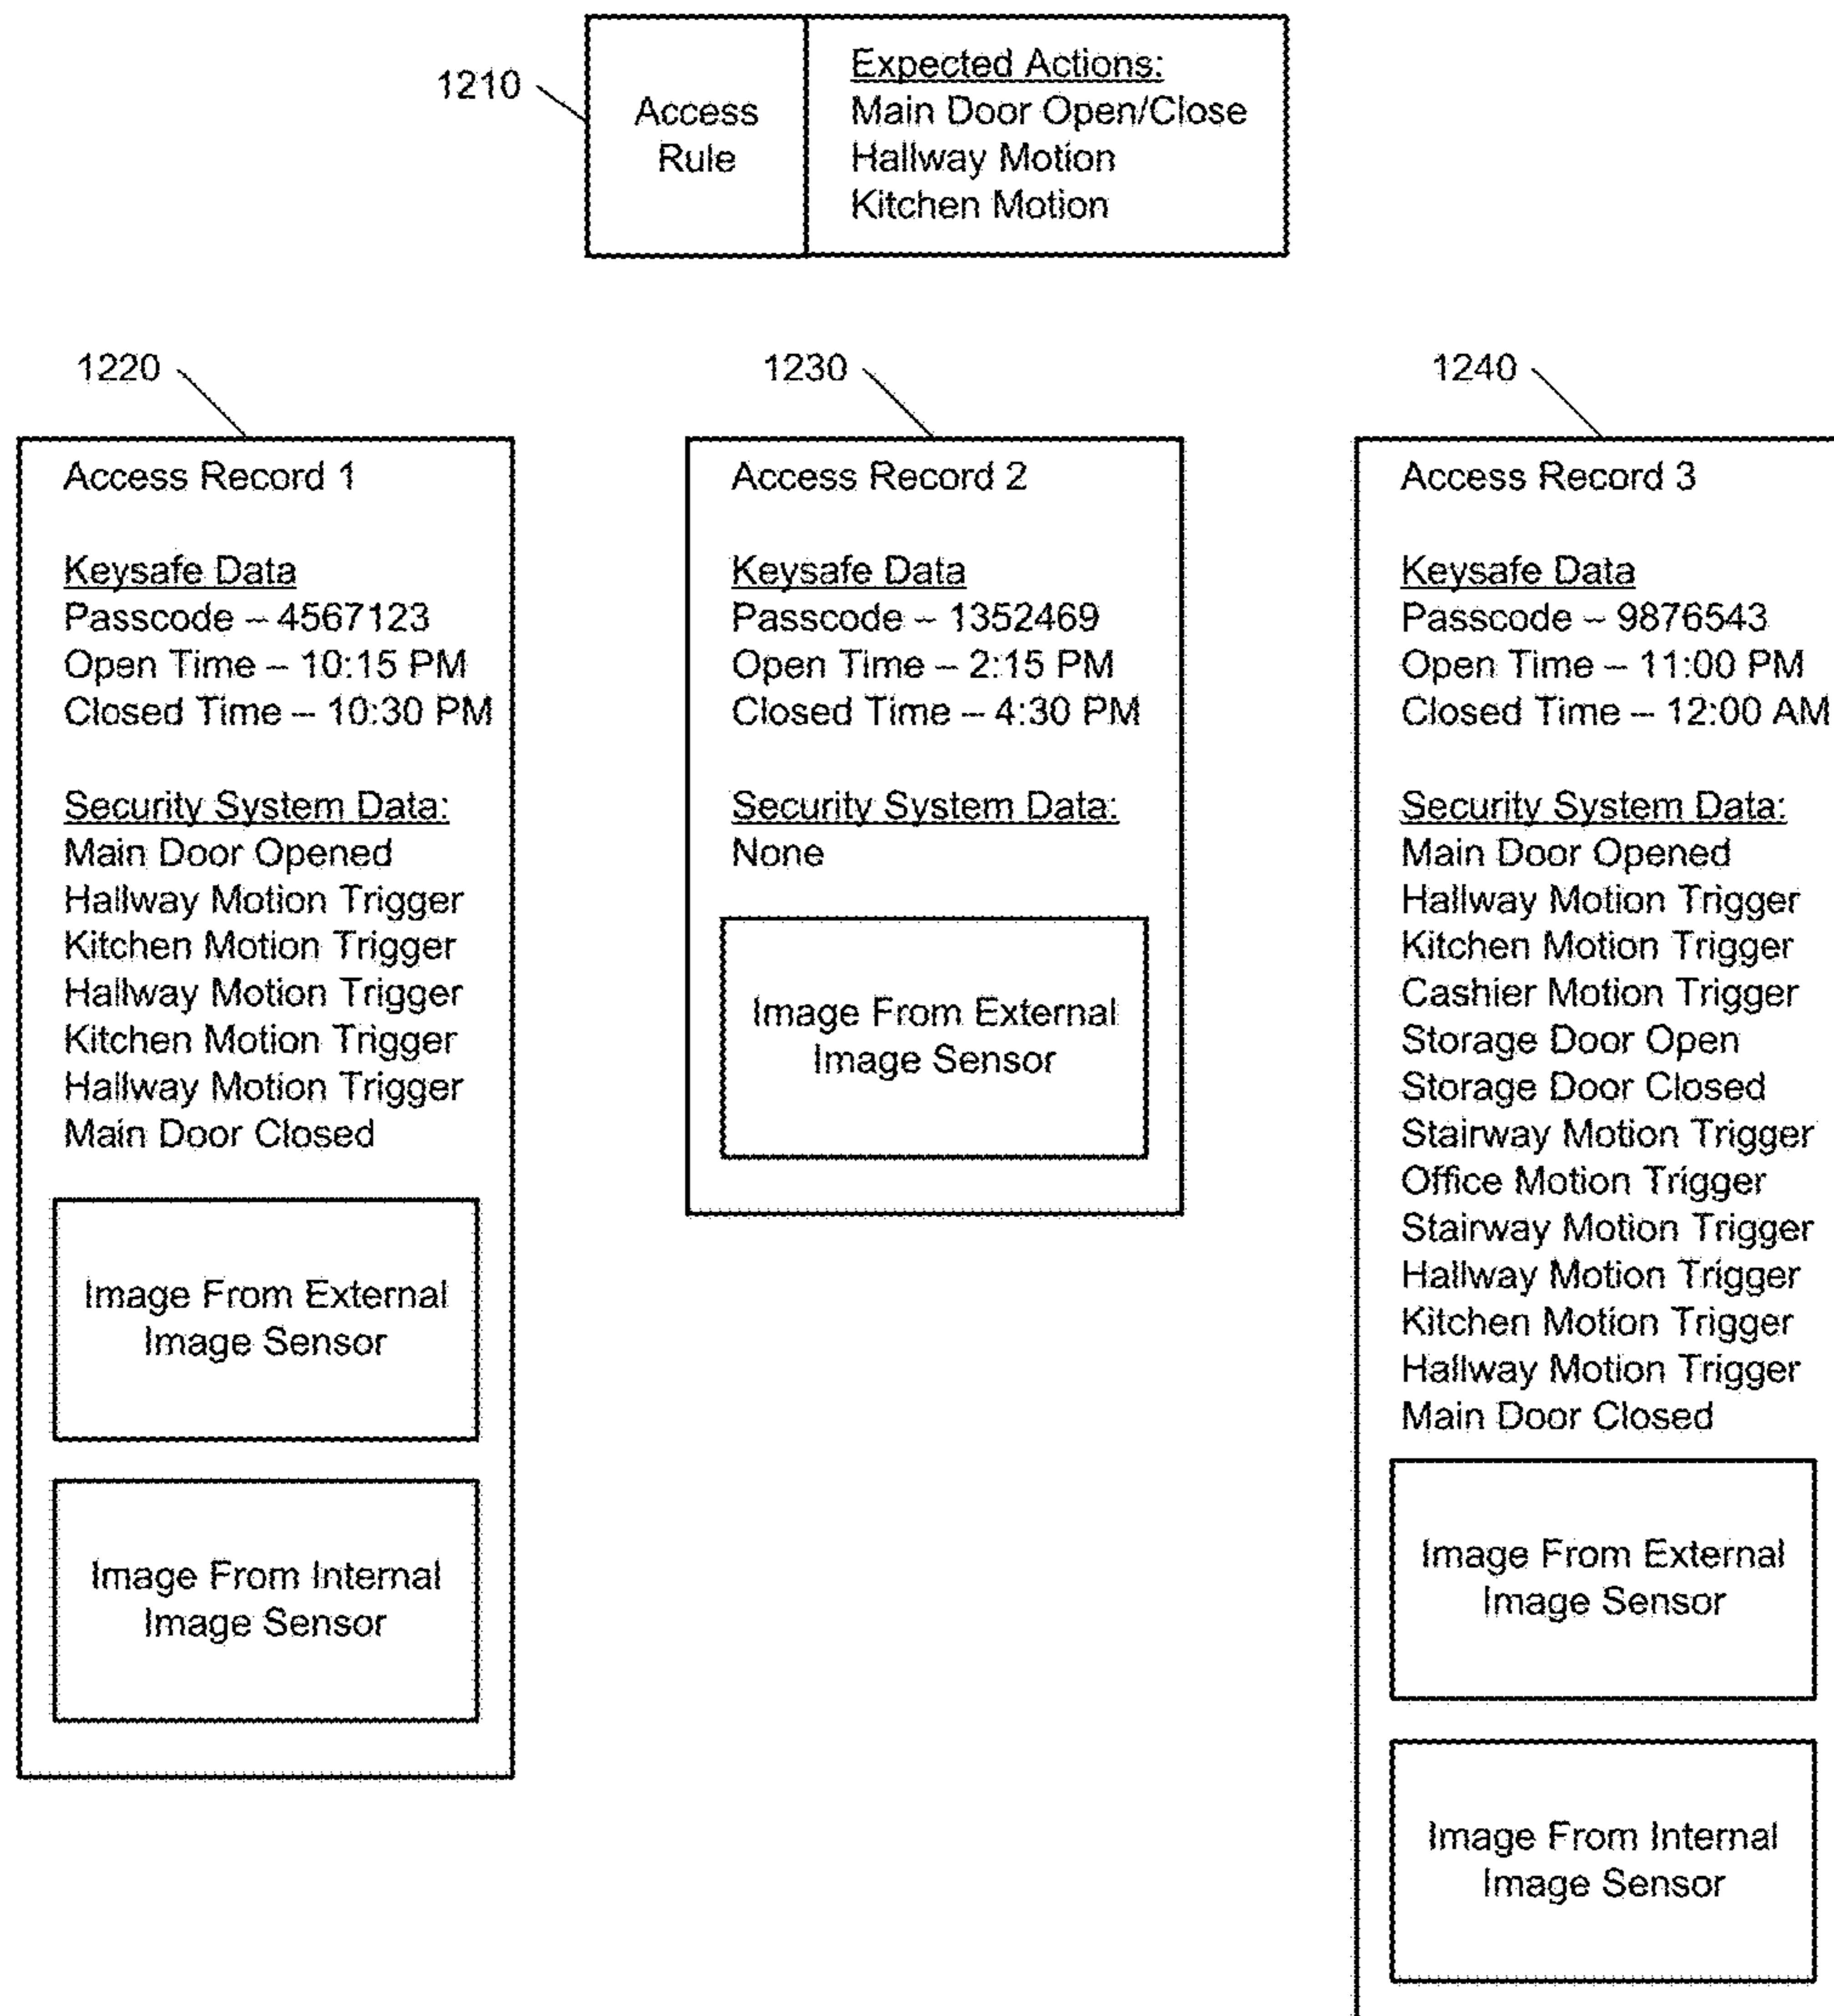 1210
Access
Rule
Expected Actions:
Main Door Open/Close
Hallway Motion
Kitchen Motion
1220
Access Record 1
Keysafe Data
Passcode – 4567123
Open Time – 10:15 PM
Closed Time – 10:30 PM
Security System Data:
Main Door Opened
Hallway Motion Trigger
Kitchen Motion Trigger
Hallway Motion Trigger
Kitchen Motion Trigger
Hallway Motion Trigger
Main Door Closed
Image From External
Image Sensor
Image From Internal
Image Sensor
1230
Access Record 2
Keysafe Data
Passcode – 1352469
Open Time – 2:15 PM
Closed Time – 4:30 PM
Security System Data:
None
Image From External
Image Sensor
1240
Access Record 3
Keysafe Data
Passcode – 9876543
Open Time – 11:00 PM
Closed Time – 12:00 AM
Security System Data:
Main Door Opened
Hallway Motion Trigger
Kitchen Motion Trigger
Cashier Motion Trigger
Storage Door Open
Storage Door Closed
Stairway Motion Trigger
Office Motion Trigger
Stairway Motion Trigger
Hallway Motion Trigger
Kitchen Motion Trigger
Hallway Motion Trigger
Main Door Closed
Image From External
Image Sensor
Image From Internal
Image Sensor